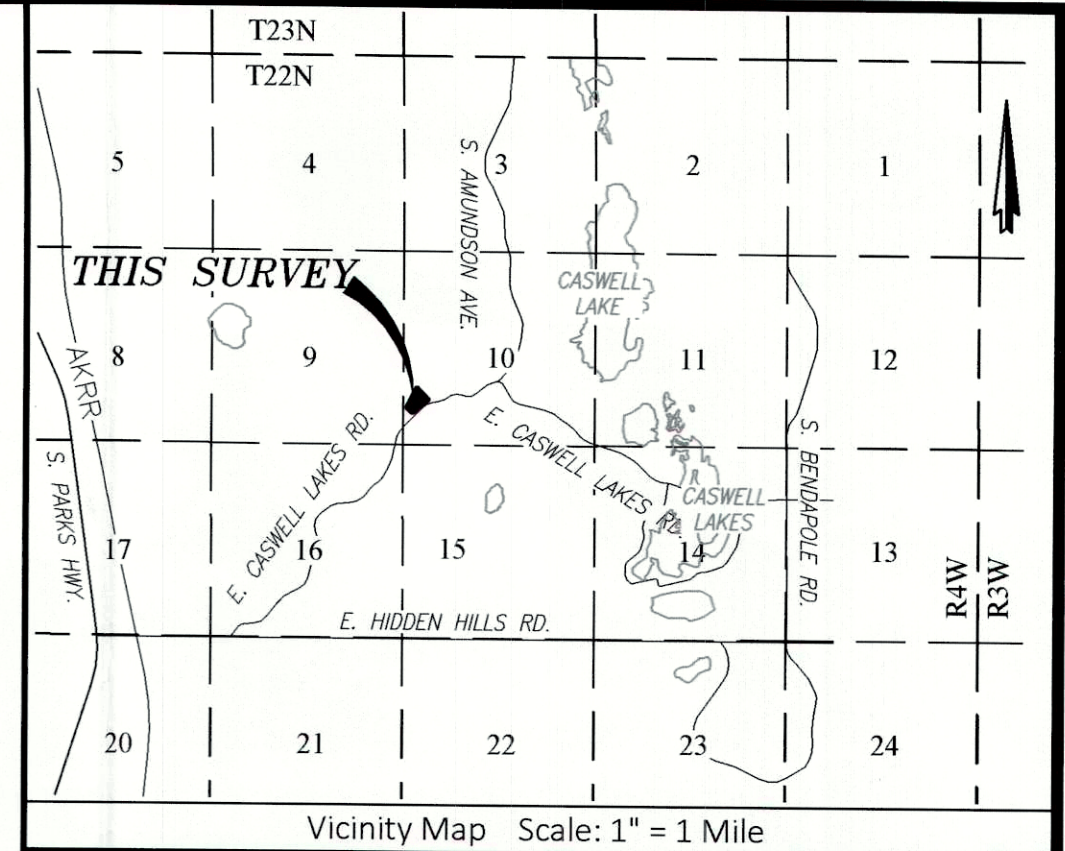 T23N
T22N
5
4
3
2
1
S. AMUNDSON AVE.
THIS SURVEY
CASWELL
LAKE
8
9
10
11
12
AKRR
E. CASWELL LAKES RD.
E. CASWELL LAKES RD.
S. BENDAPOLE RD.
S. PARKS HWY.
CASWELL
LAKES
17
16
15
14
13
R4W
R3W
E. HIDDEN HILLS RD.
20
21
22
23
24
Vicinity Map Scale: 1" = 1 Mile